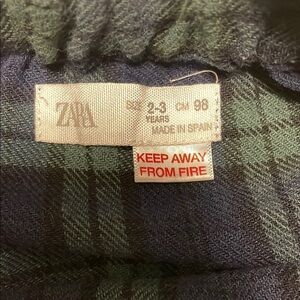 ZARA
SIZE 2-3 CM 98
YEARS
MADE IN SPAIN
KEEP AWAY
FROM FIRE